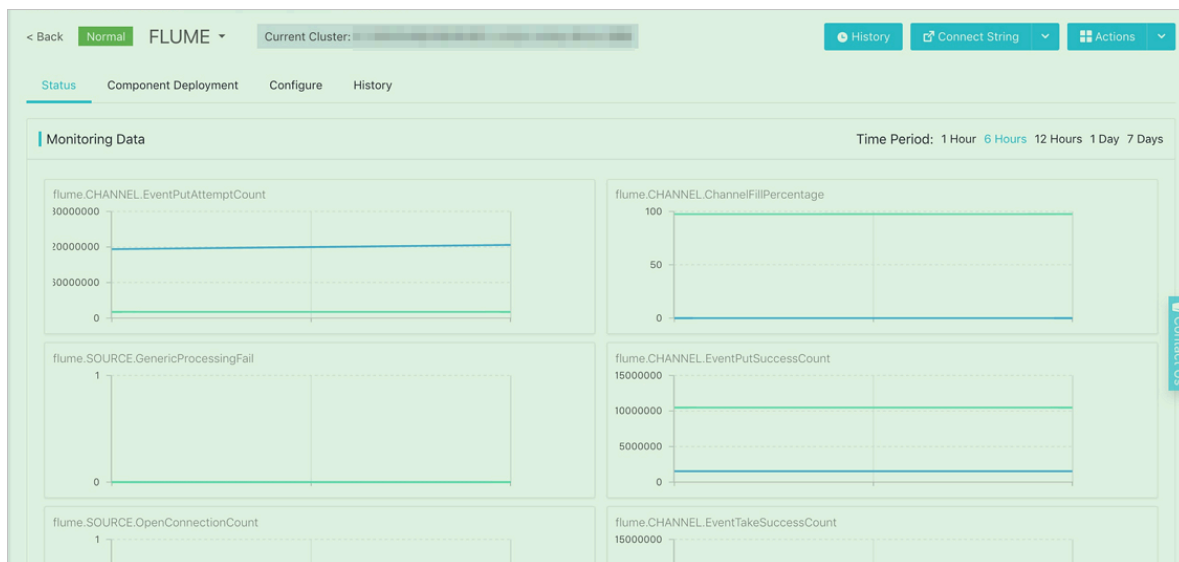 < Back Normal FLUME Current Cluster: History Connect String Actions
Status Component Deployment Configure History
Monitoring Data Time Period: 1 Hour 6 Hours 12 Hours 1 Day 7 Days
flume.CHANNEL.EventPutAttemptCount
30000000
20000000
0
flume.CHANNEL.ChannelFillPercentage
100
50
0
flume.SOURCE.GenericProcessingFail
1
0
flume.CHANNEL.EventPutSuccessCount
15000000
10000000
5000000
0
flume.SOURCE.OpenConnectionCount
1
flume.CHANNEL.EventTakeSuccessCount
15000000
Contact Us